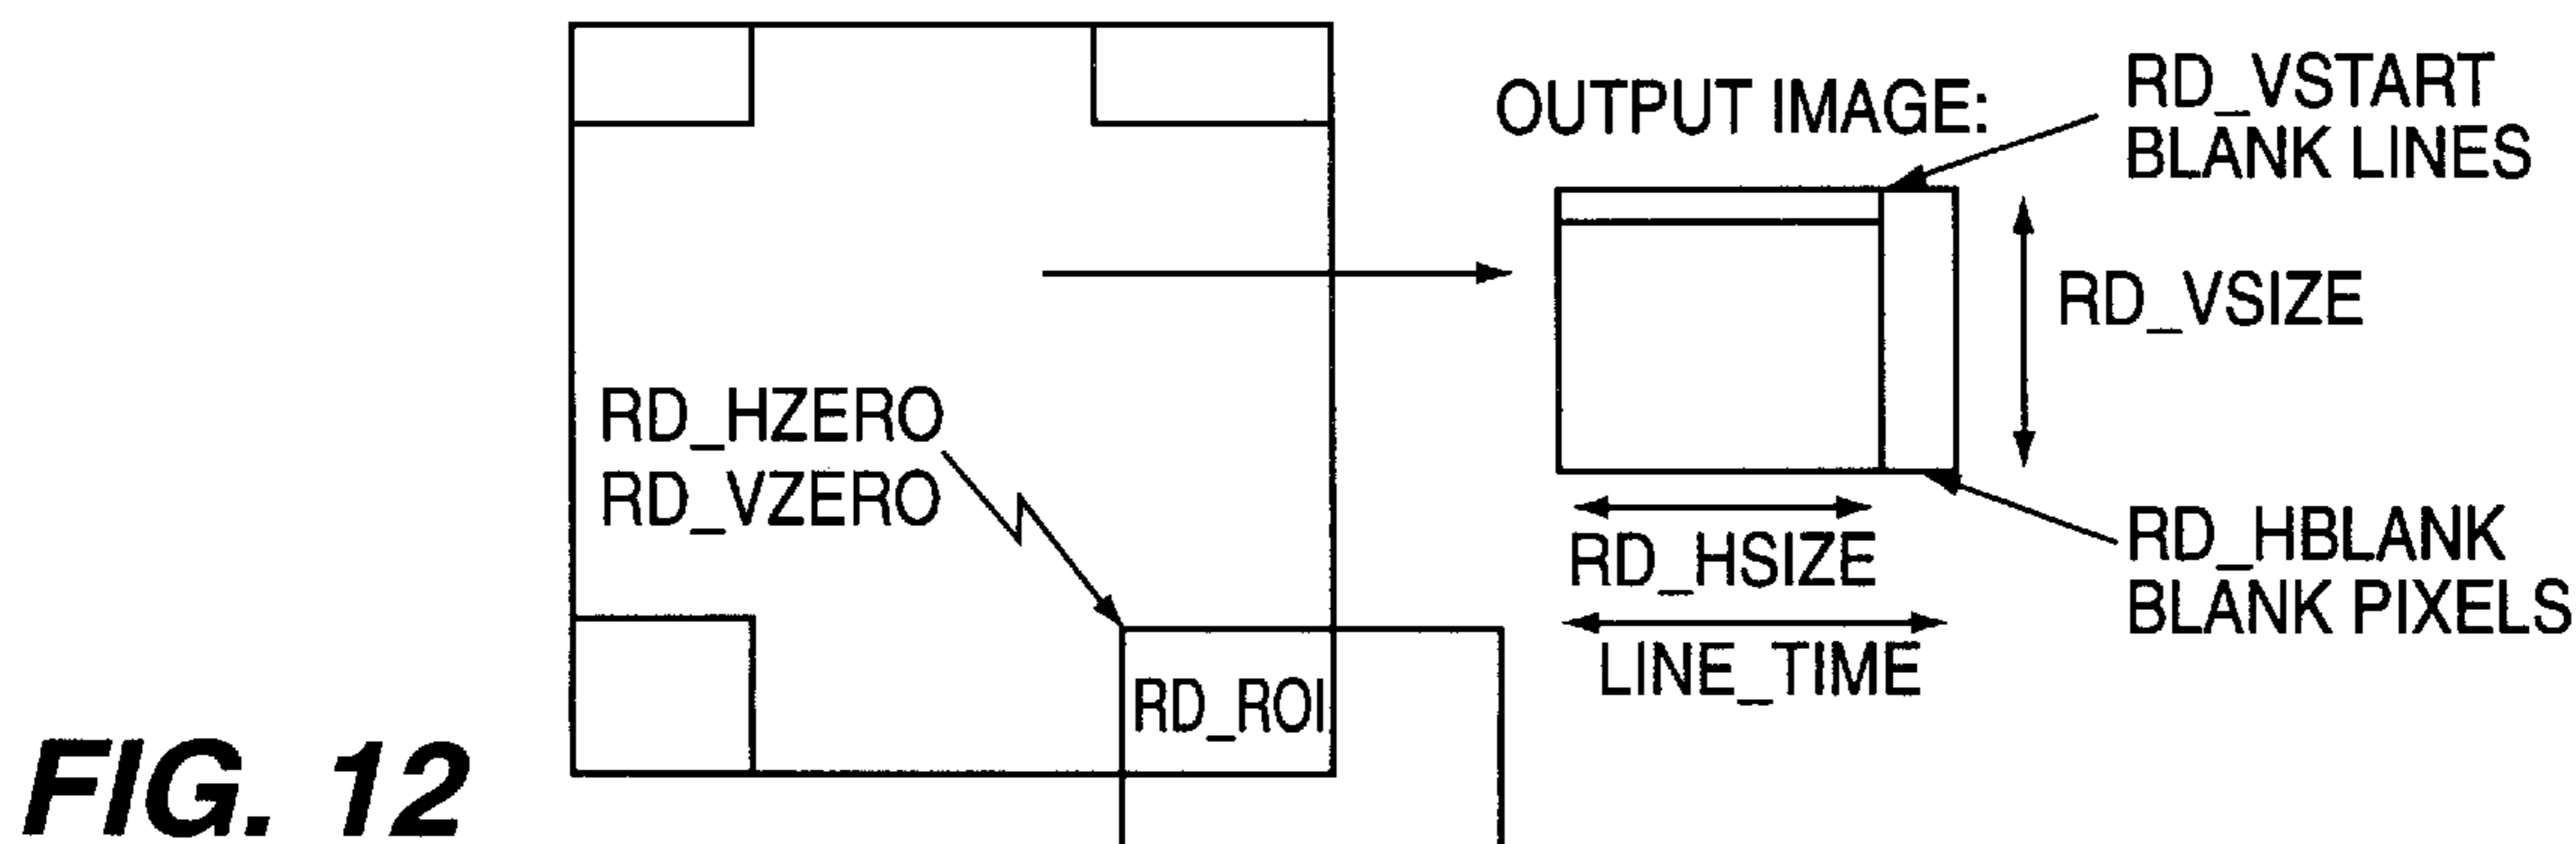 OUTPUT IMAGE:
RD_VSTART
BLANK LINES
RD_VSIZE
RD_HZERO
RD_VZERO
RD_HSIZE
LINE_TIME
RD_HBLANK
BLANK PIXELS
RD_ROI
FIG. 12